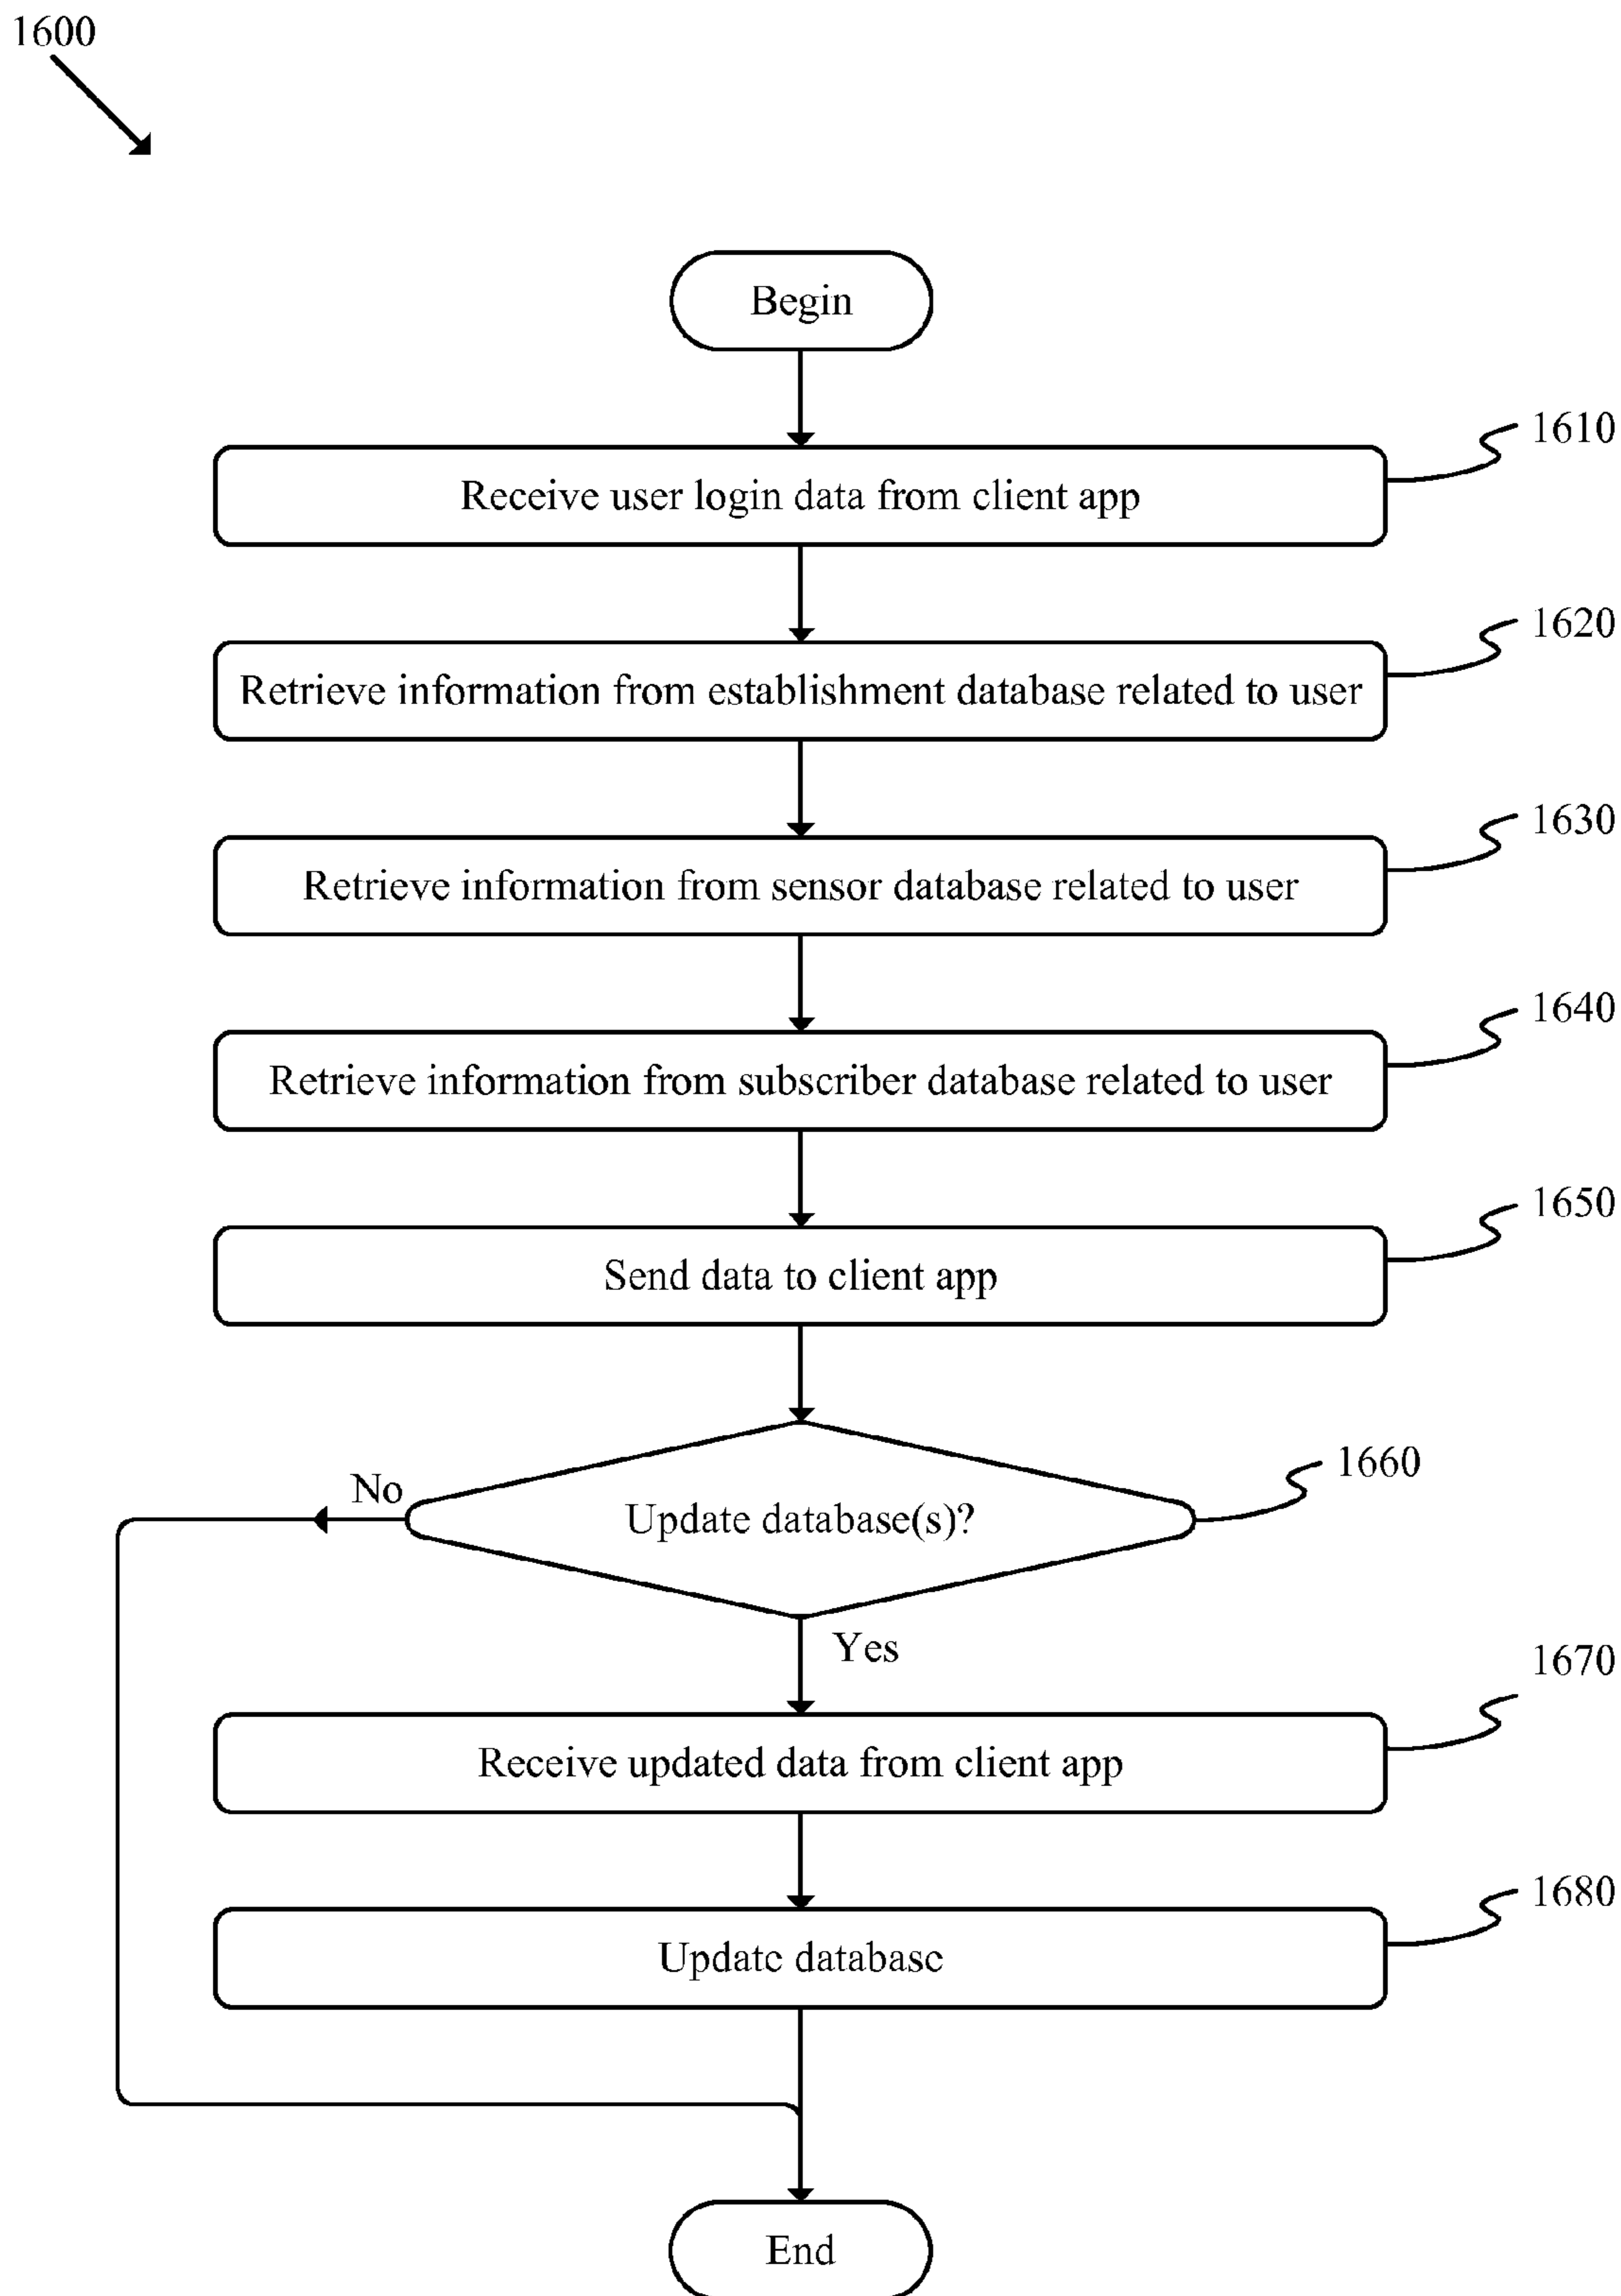 1600
Begin
1610
Receive user login data from client app
1620
Retrieve information from establishment database related to user
1630
Retrieve information from sensor database related to user
1640
Retrieve information from subscriber database related to user
1650
Send data to client app
1660
No
Update database(s)?
Yes
1670
Receive updated data from client app
1680
Update database
End